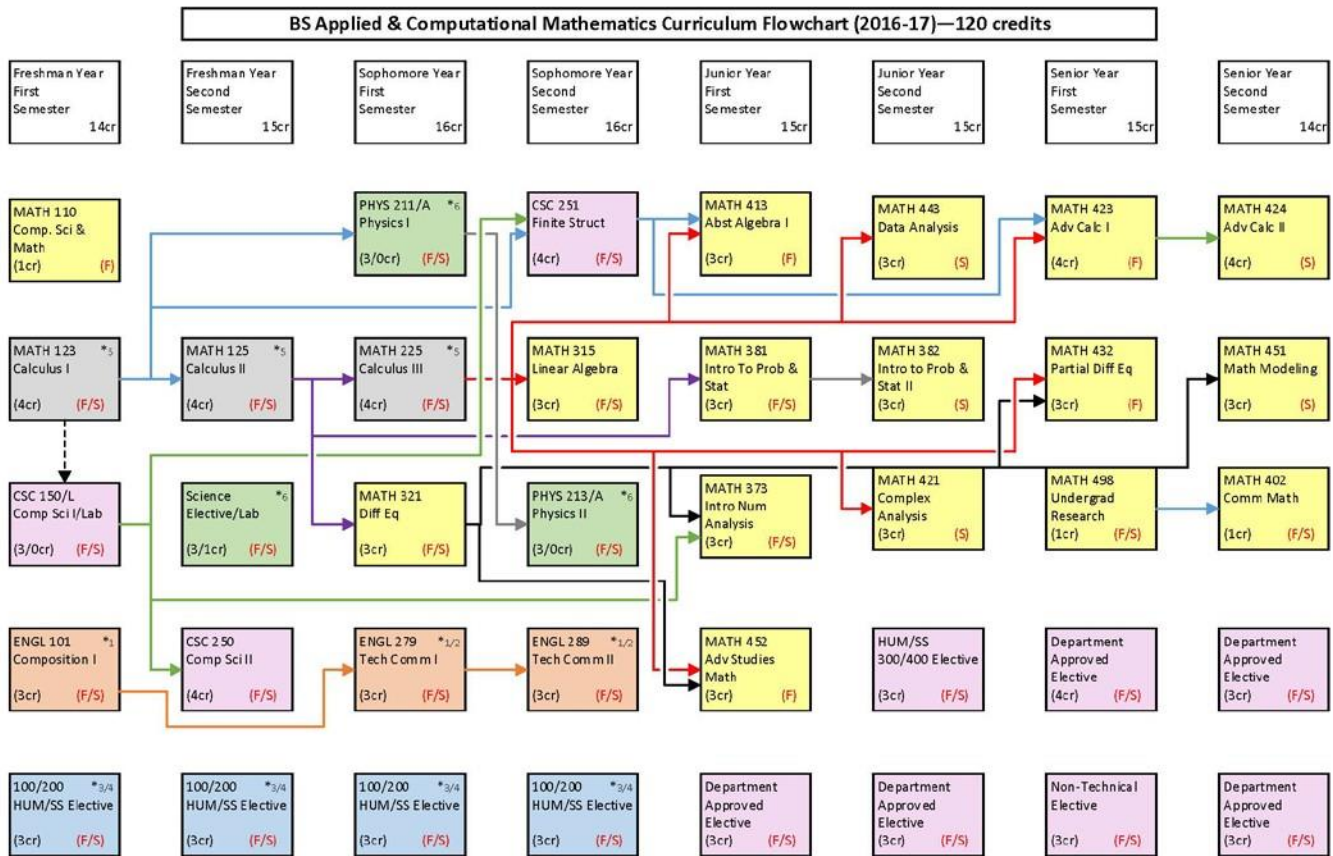 BS Applied & Computational Mathematics Curriculum Flowchart (2016-17)—120 credits
Freshman Year
First
Semester
14cr
Freshman Year
Second
Semester
15cr
Sophomore Year
First
Semester
16cr
Sophomore Year
Second
Semester
16cr
Junior Year
First
Semester
15cr
Junior Year
Second
Semester
15cr
Senior Year
First
Semester
15cr
Senior Year
Second
Semester
14cr
MATH 110
Comp. Sci &
Math
(1cr) (F)
PHYS 211/A *6
Physics I
(3/0cr) (F/S)
CSC 251
Finite Struct
(4cr) (F/S)
MATH 413
Abst Algebra I
(3cr) (F)
MATH 443
Data Analysis
(3cr) (S)
MATH 423
Adv Calc I
(4cr) (F)
MATH 424
Adv Calc II
(4cr) (S)
MATH 123 *5
Calculus I
(4cr) (F/S)
MATH 125 *5
Calculus II
(4cr) (F/S)
MATH 225 *5
Calculus III
(4cr) (F/S)
MATH 315
Linear Algebra
(3cr) (F/S)
MATH 381
Intro To Prob &
Stat
(3cr) (F/S)
MATH 382
Intro to Prob &
Stat II
(3cr) (S)
MATH 432
Partial Diff Eq
(3cr) (F)
MATH 451
Math Modeling
(3cr) (S)
CSC 150/L
Comp Sci I/Lab
(3/0cr) (F/S)
Science *6
Elective/Lab
(3/1cr) (F/S)
MATH 321
Diff Eq
(3cr) (F/S)
PHYS 213/A *6
Physics II
(3/0cr) (F/S)
MATH 373
Intro Num
Analysis
(3cr) (F/S)
MATH 421
Complex
Analysis
(3cr) (S)
MATH 498
Undergrad
Research
(1cr) (F/S)
MATH 402
Comm Math
(1cr) (F/S)
ENGL 101 *1
Composition I
(3cr) (F/S)
CSC 250
Comp Sci II
(4cr) (F/S)
ENGL 279 *1/2
Tech Comm I
(3cr) (F/S)
ENGL 289 *1/2
Tech Comm II
(3cr) (F/S)
MATH 452
Adv Studies
Math
(3cr) (F)
HUM/SS
300/400 Elective
(3cr) (F/S)
Department
Approved
Elective
(4cr) (F/S)
Department
Approved
Elective
(3cr) (F/S)
100/200 *3/4
HUM/SS Elective
(3cr) (F/S)
100/200 *3/4
HUM/SS Elective
(3cr) (F/S)
100/200 *3/4
HUM/SS Elective
(3cr) (F/S)
100/200 *3/4
HUM/SS Elective
(3cr) (F/S)
Department
Approved
Elective
(3cr) (F/S)
Department
Approved
Elective
(3cr) (F/S)
Non-Technical
Elective
(3cr) (F/S)
Department
Approved
Elective
(3cr) (F/S)